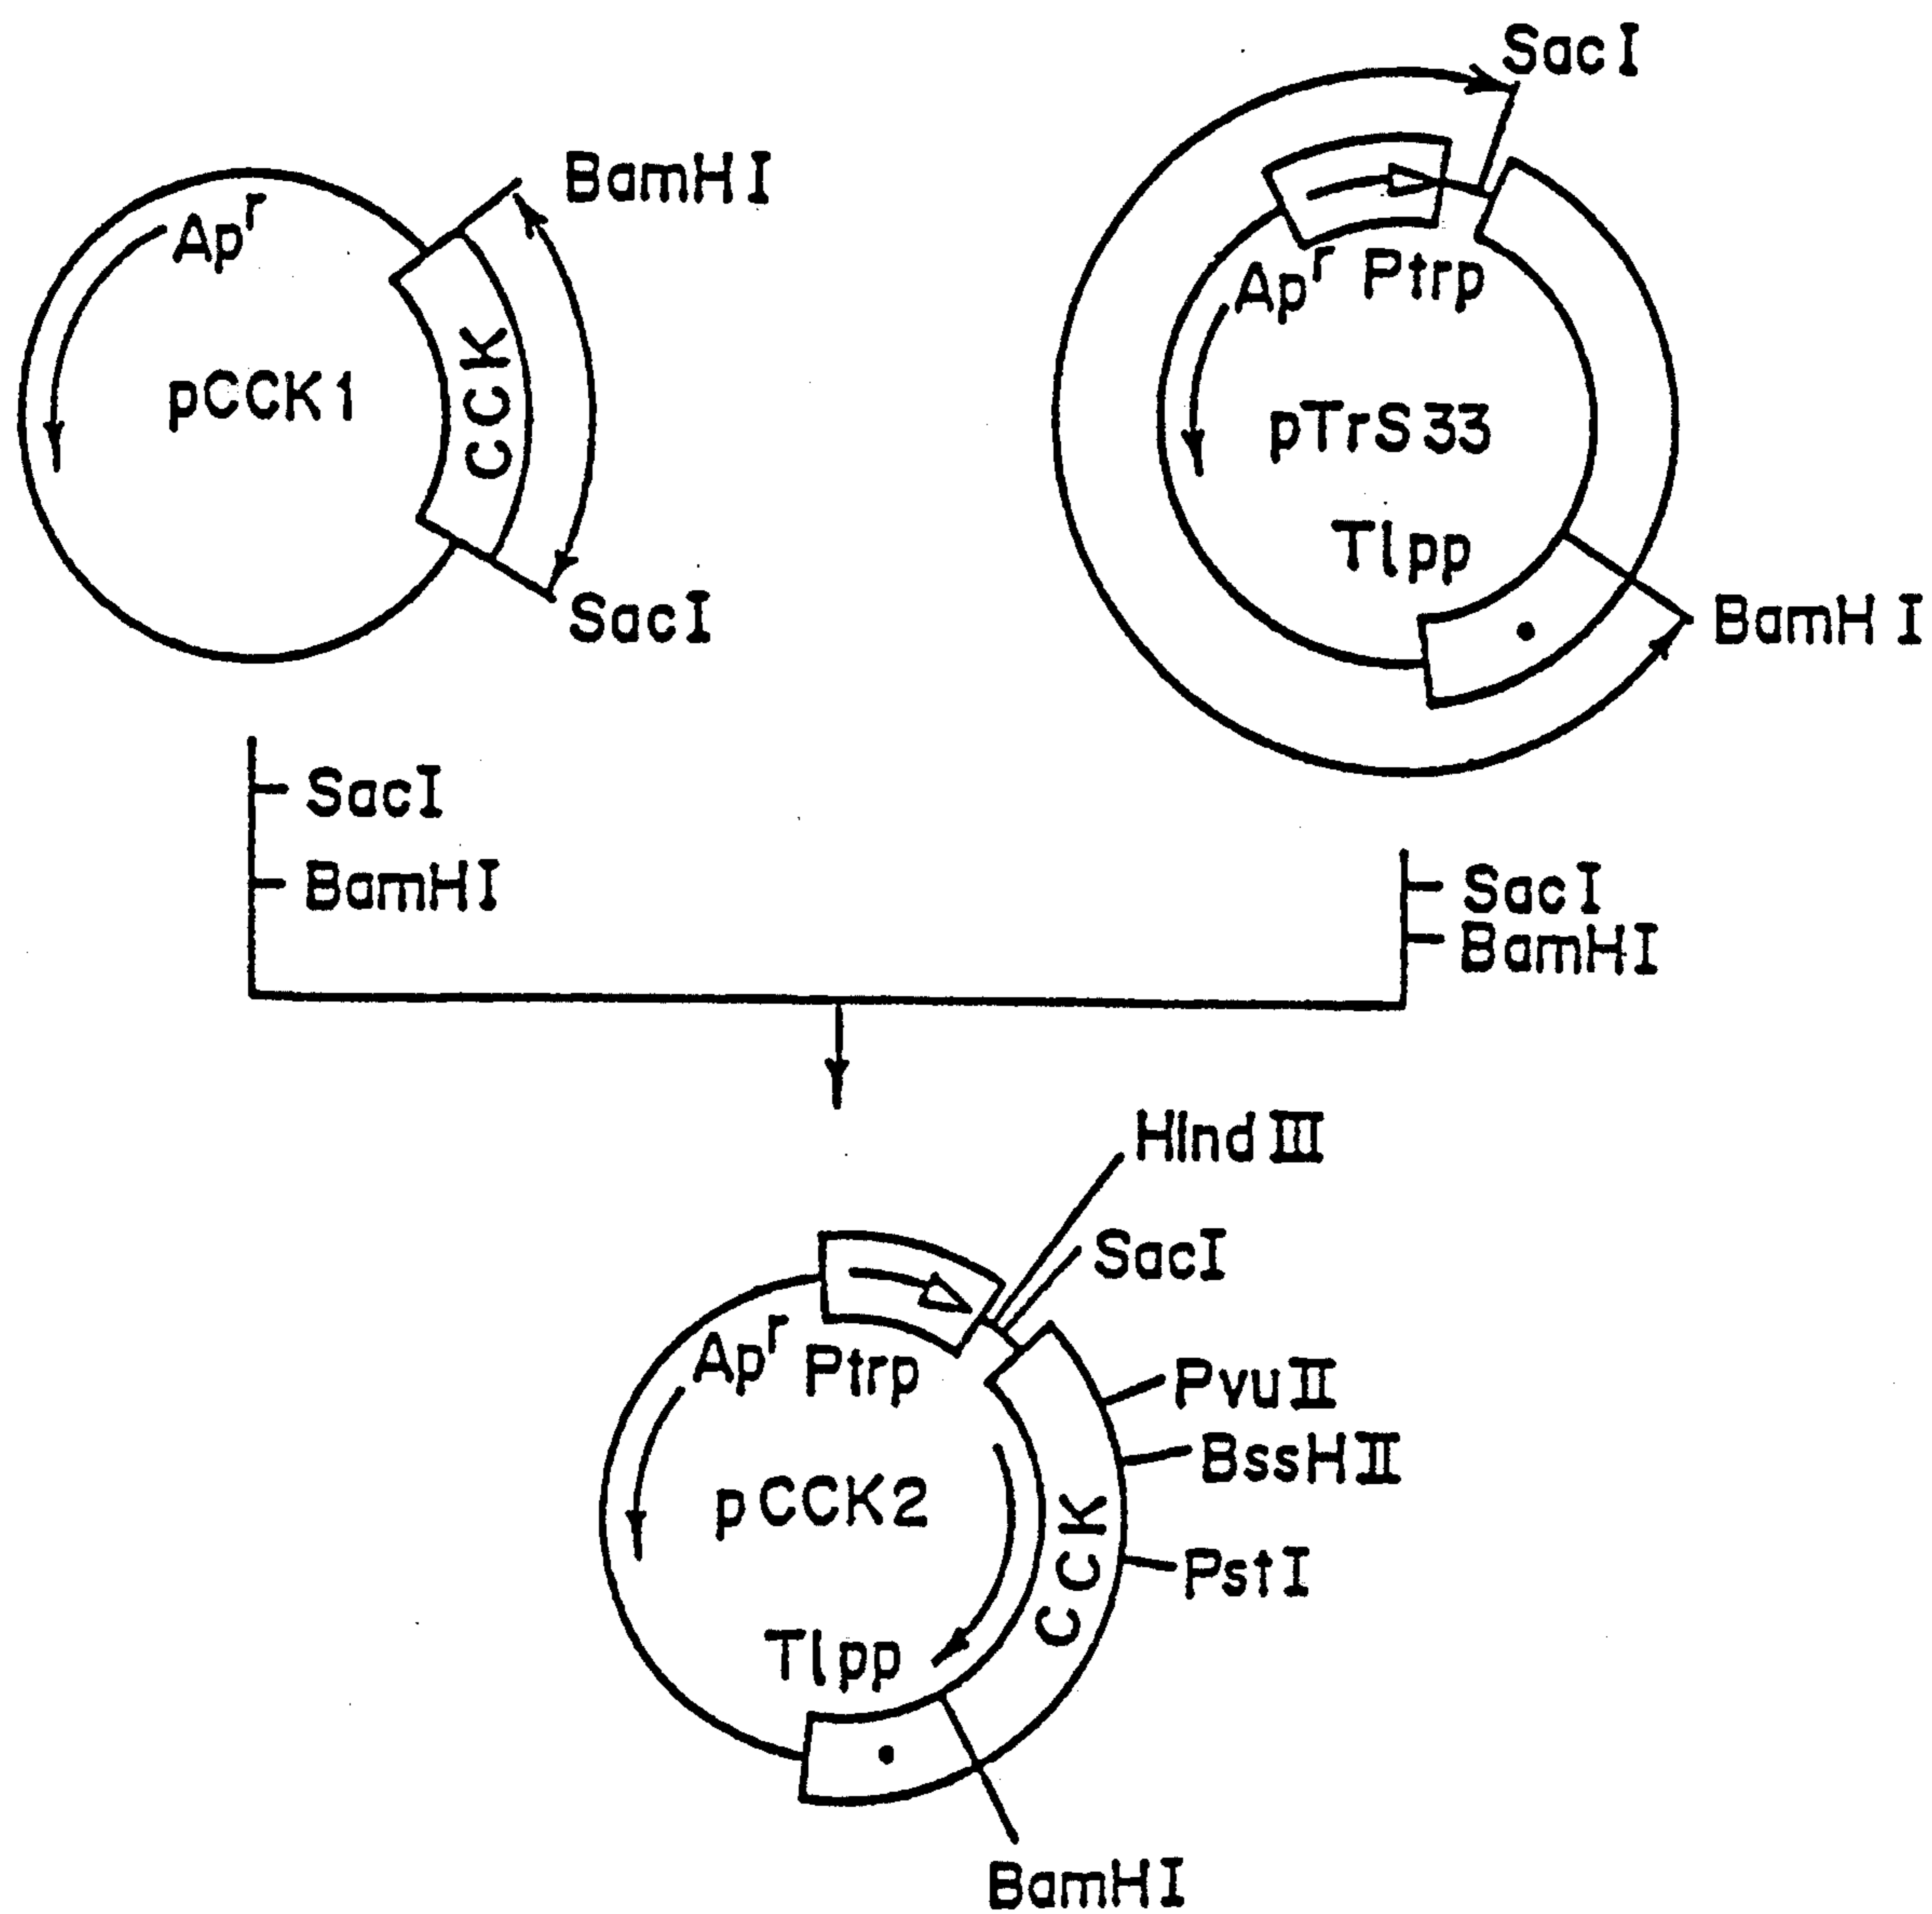 BamHI
Apr
pCCK1
CCK
SacI
SacI
Apr Ptrp
pTrS33
Tlpp
BamHI
SacI
BamHI
SacI
BamHI
HindIII
SacI
Apr Ptrp
PvuII
BssHII
pCCK2
CCK
PstI
Tlpp
BamHI